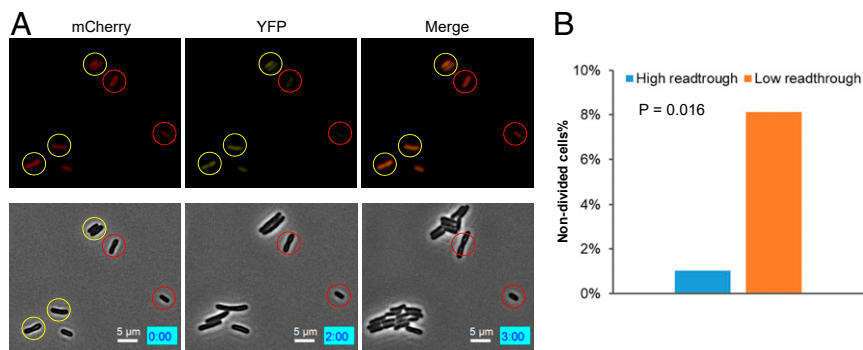 A
mCherry
YFP
Merge
5 µm
0:00
5 µm
2:00
5 µm
3:00
B
High readtrough
Low readthrough
P = 0.016
Non-divided cells%
10%
8%
6%
4%
2%
0%